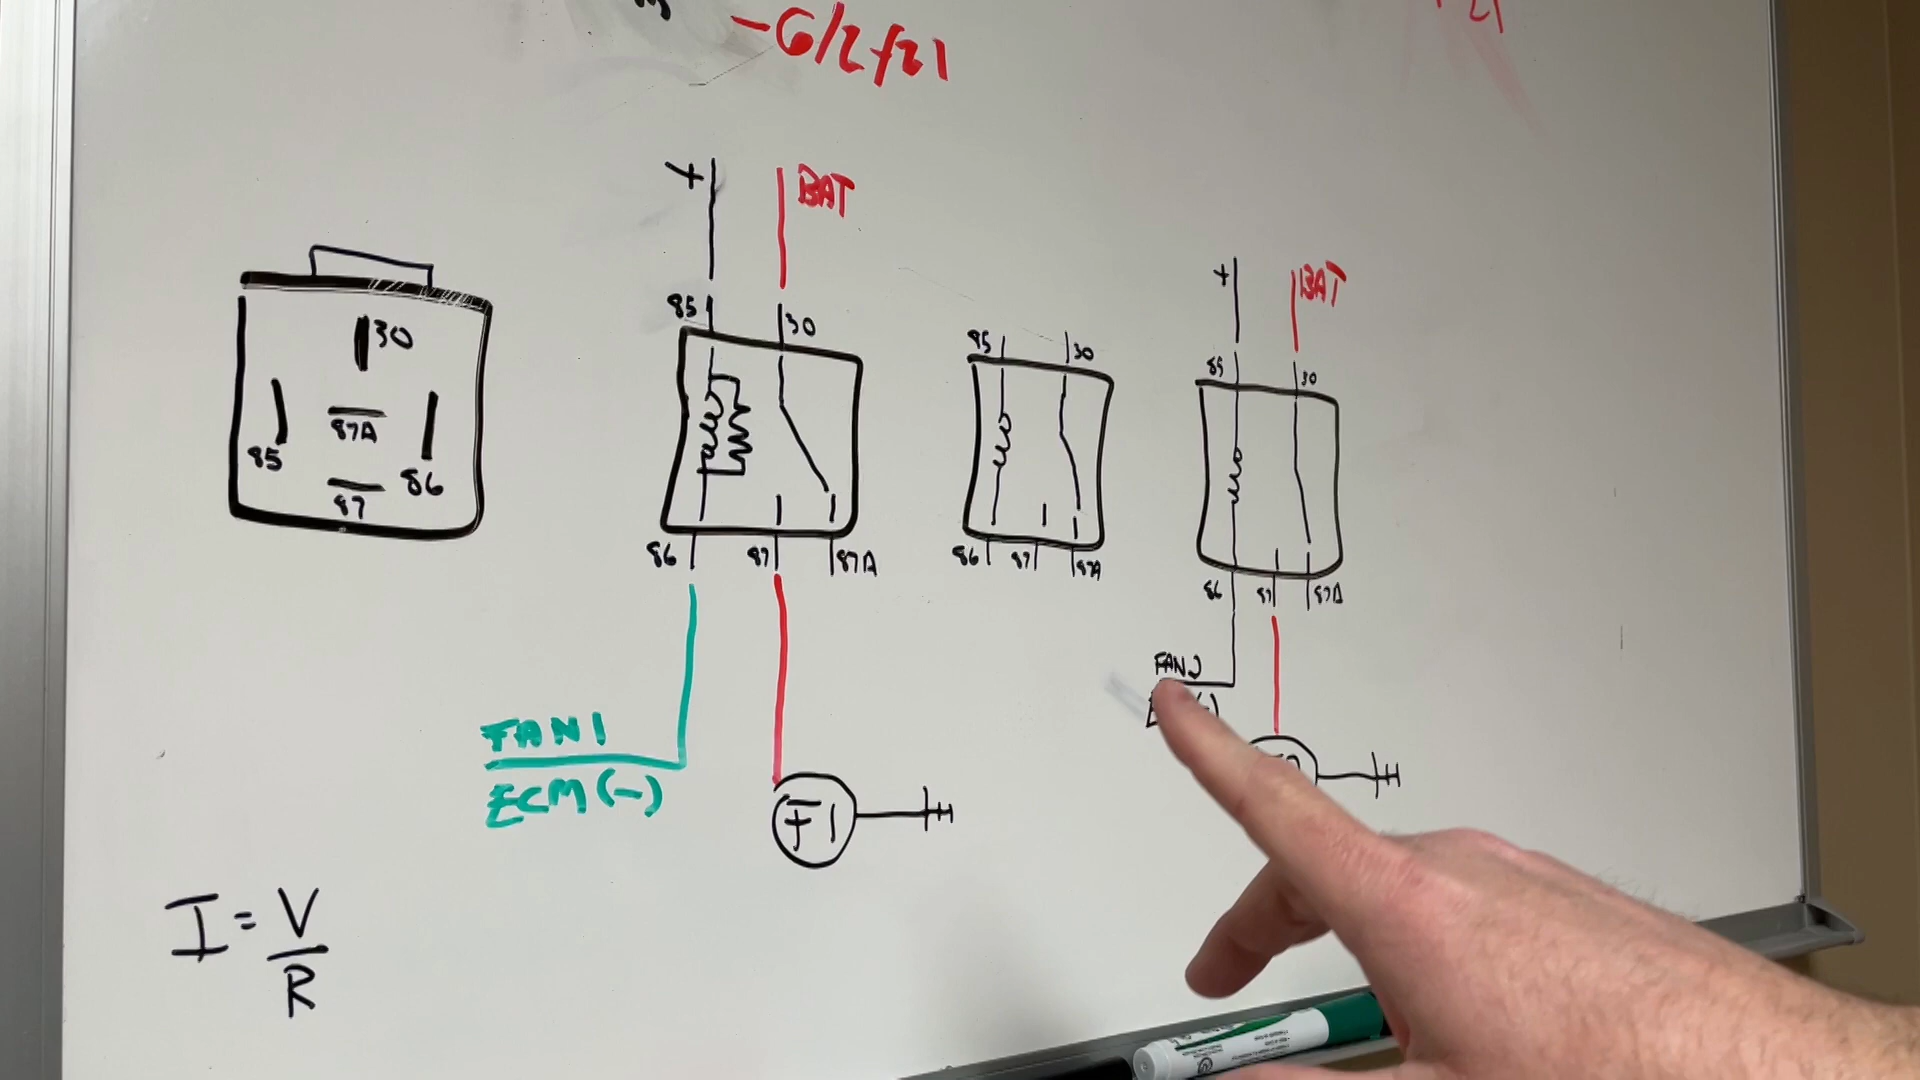 -6/2/21
21
+ BAT
85 30
86 87 87A
FAN1
ECM (-)
F1
30
87A
85 86
87
85 30
86 87 87A
+ BAT
85 30
86 87 87A
FAN2
I = V
R